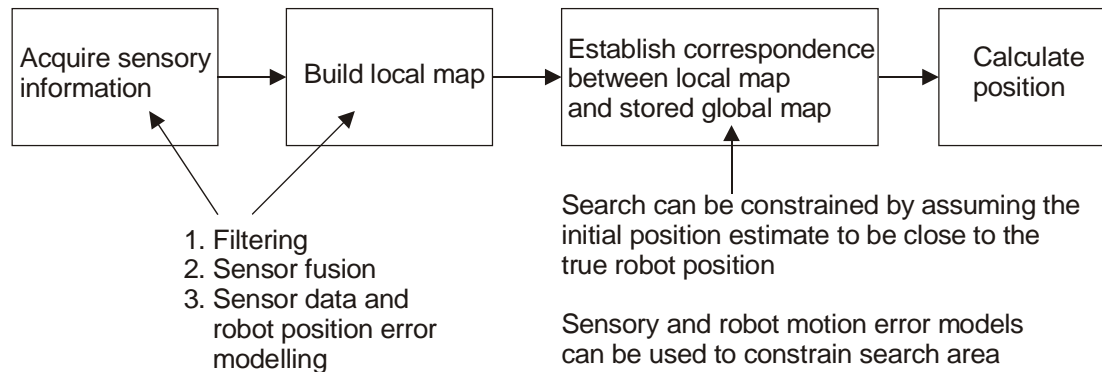 Acquire sensory
information
Build local map
Establish correspondence
between local map
and stored global map
Calculate
position
1. Filtering
2. Sensor fusion
3. Sensor data and
robot position error
modelling
Search can be constrained by assuming the
initial position estimate to be close to the
true robot position
Sensory and robot motion error models
can be used to constrain search area